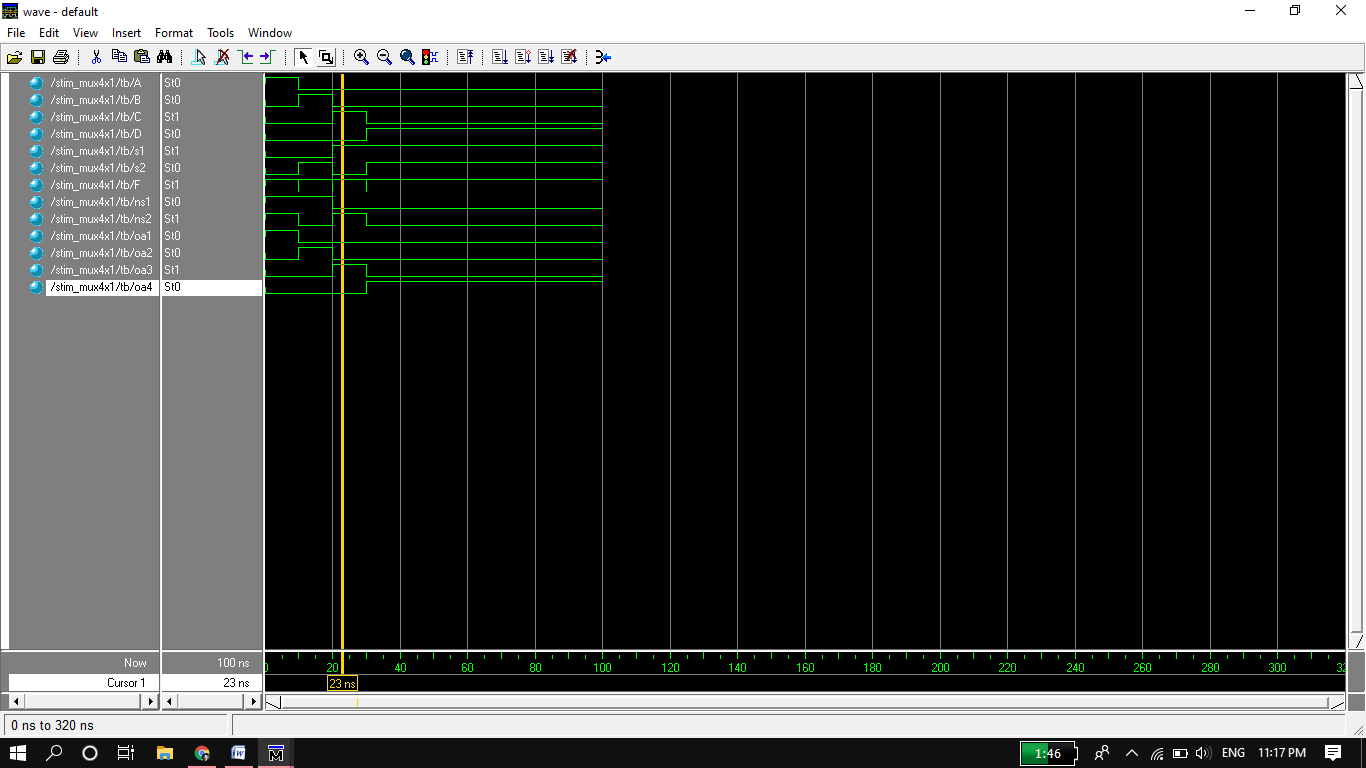 wave - default
File Edit View Insert Format Tools Window
/stim_mux4x1/tb/A St0
/stim_mux4x1/tb/B St0
/stim_mux4x1/tb/C St1
/stim_mux4x1/tb/D St0
/stim_mux4x1/tb/s1 St1
/stim_mux4x1/tb/s2 St0
/stim_mux4x1/tb/F St1
/stim_mux4x1/tb/ns1 St0
/stim_mux4x1/tb/ns2 St1
/stim_mux4x1/tb/oa1 St0
/stim_mux4x1/tb/oa2 St0
/stim_mux4x1/tb/oa3 St1
/stim_mux4x1/tb/oa4 St0
Now 100 ns 20 40 60 80 100 120 140 160 180 200 220 240 260 280 300
Cursor 1 23 ns 23 ns
0 ns to 320 ns
1:46 ENG 11:17 PM